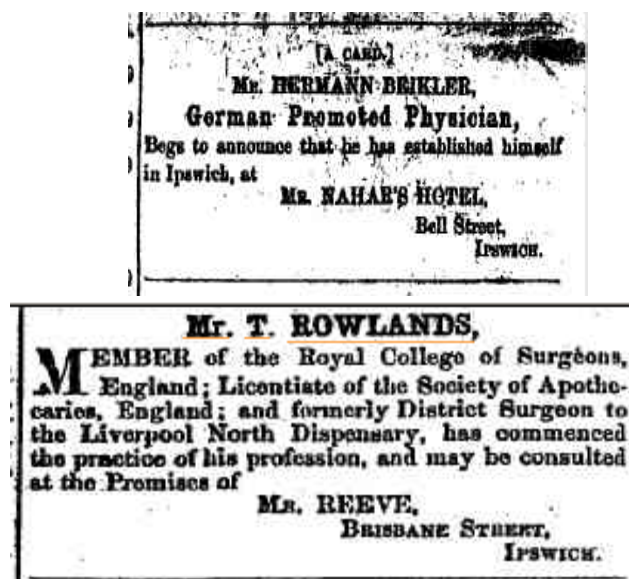 [A CARD.]
MR. HERMANN BEIKLER,
German Promoted Physician,
Begs to announce that he has established himself
in Ipswich, at
MR. NAHAR'S HOTEL,
Bell Street,
IPSWICH.
Mr. T. ROWLANDS,
MEMBER of the Royal College of Surgeons,
England; Licentiate of the Society of Apothe-
caries, England; and formerly District Surgeon to
the Liverpool North Dispensary, has commenced
the practice of his profession, and may be consulted
at the Premises of
MR. REEVE,
BRISBANE STREET,
IPSWICH.